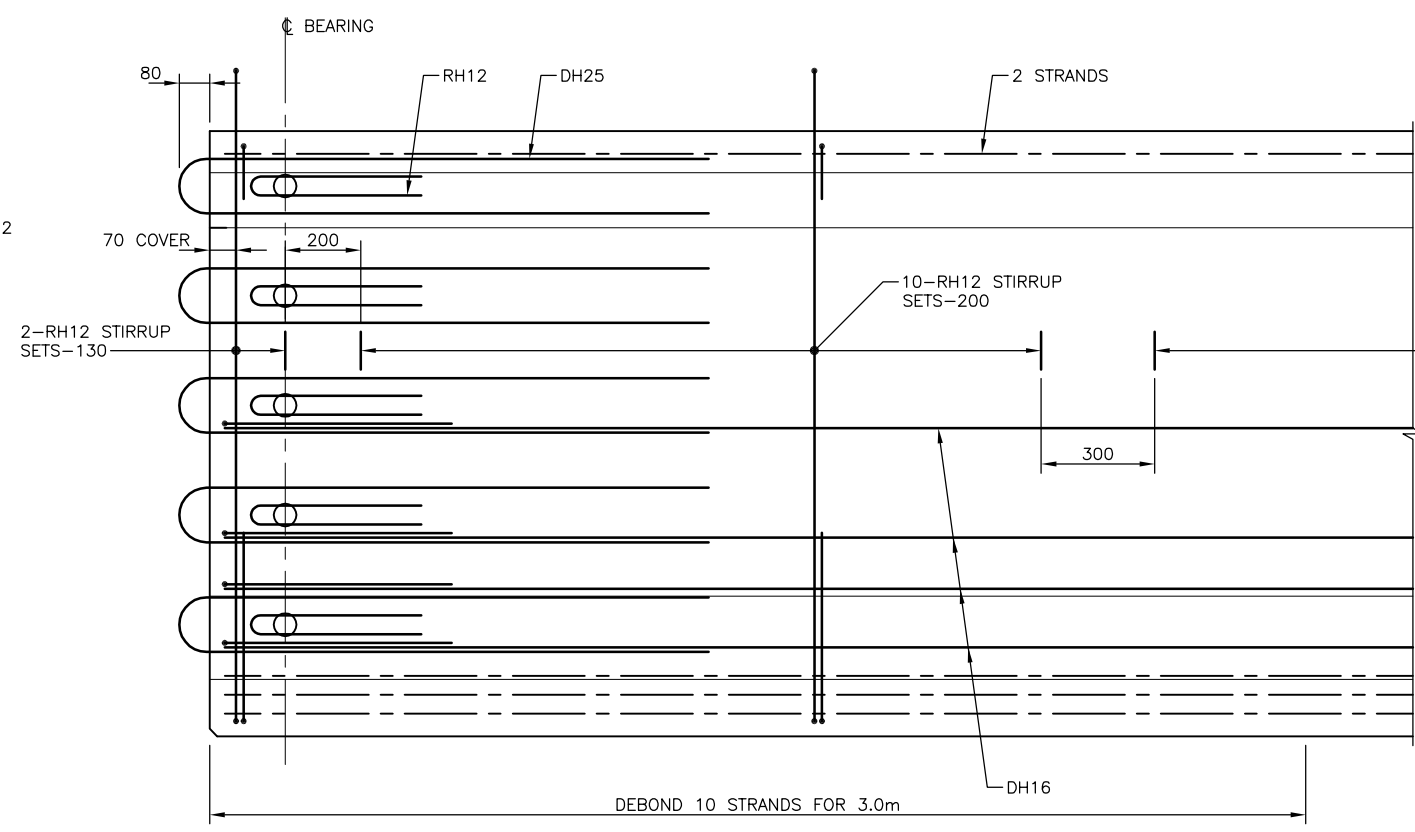 ℄ BEARING
80
RH12
DH25
2 STRANDS
2
70 COVER
200
10-RH12 STIRRUP
SETS-200
2-RH12 STIRRUP
SETS-130
300
DH16
DEBOND 10 STRANDS FOR 3.0m